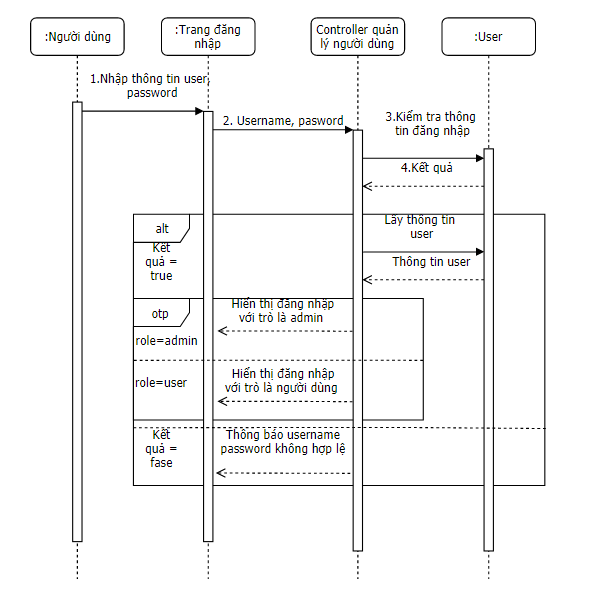 :Người dùng
:Trang đăng
nhập
Controller quản
lý người dùng
:User
1.Nhập thông tin user,
password
2. Username, pasword
3.Kiểm tra thông
tin đăng nhập
4.Kết quả
alt
Kết
quả =
true
Lấy thông tin
user
Thông tin user
otp
role=admin
Hiển thị đăng nhập
với trò là admin
role=user
Hiển thị đăng nhập
với trò là người dùng
Kết
quả =
fase
Thông báo username
password không hợp lệ